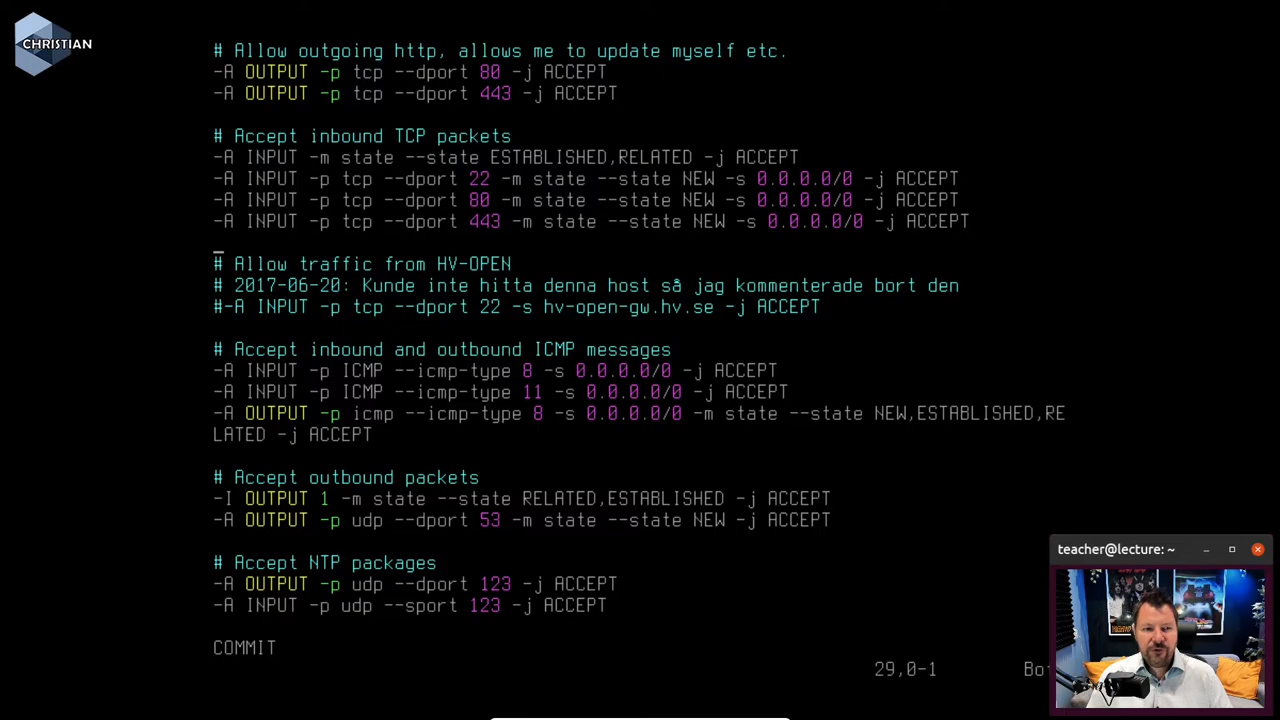 CHRISTIAN
# Allow outgoing http, allows me to update myself etc.
-A OUTPUT -p tcp --dport 80 -j ACCEPT
-A OUTPUT -p tcp --dport 443 -j ACCEPT
# Accept inbound TCP packets
-A INPUT -m state --state ESTABLISHED,RELATED -j ACCEPT
-A INPUT -p tcp --dport 22 -m state --state NEW -s 0.0.0.0/0 -j ACCEPT
-A INPUT -p tcp --dport 80 -m state --state NEW -s 0.0.0.0/0 -j ACCEPT
-A INPUT -p tcp --dport 443 -m state --state NEW -s 0.0.0.0/0 -j ACCEPT
# Allow traffic from HV-OPEN
# 2017-06-20: Kunde inte hitta denna host så jag kommenterade bort den
#-A INPUT -p tcp --dport 22 -s hv-open-gw.hv.se -j ACCEPT
# Accept inbound and outbound ICMP messages
-A INPUT -p ICMP --icmp-type 8 -s 0.0.0.0/0 -j ACCEPT
-A INPUT -p ICMP --icmp-type 11 -s 0.0.0.0/0 -j ACCEPT
-A OUTPUT -p icmp --icmp-type 8 -s 0.0.0.0/0 -m state --state NEW,ESTABLISHED,RE
LATED -j ACCEPT
# Accept outbound packets
-I OUTPUT 1 -m state --state RELATED,ESTABLISHED -j ACCEPT
-A OUTPUT -p udp --dport 53 -m state --state NEW -j ACCEPT
# Accept NTP packages
-A OUTPUT -p udp --dport 123 -j ACCEPT
-A INPUT -p udp --sport 123 -j ACCEPT
COMMIT
29,0-1 Bo
teacher@lecture: ~